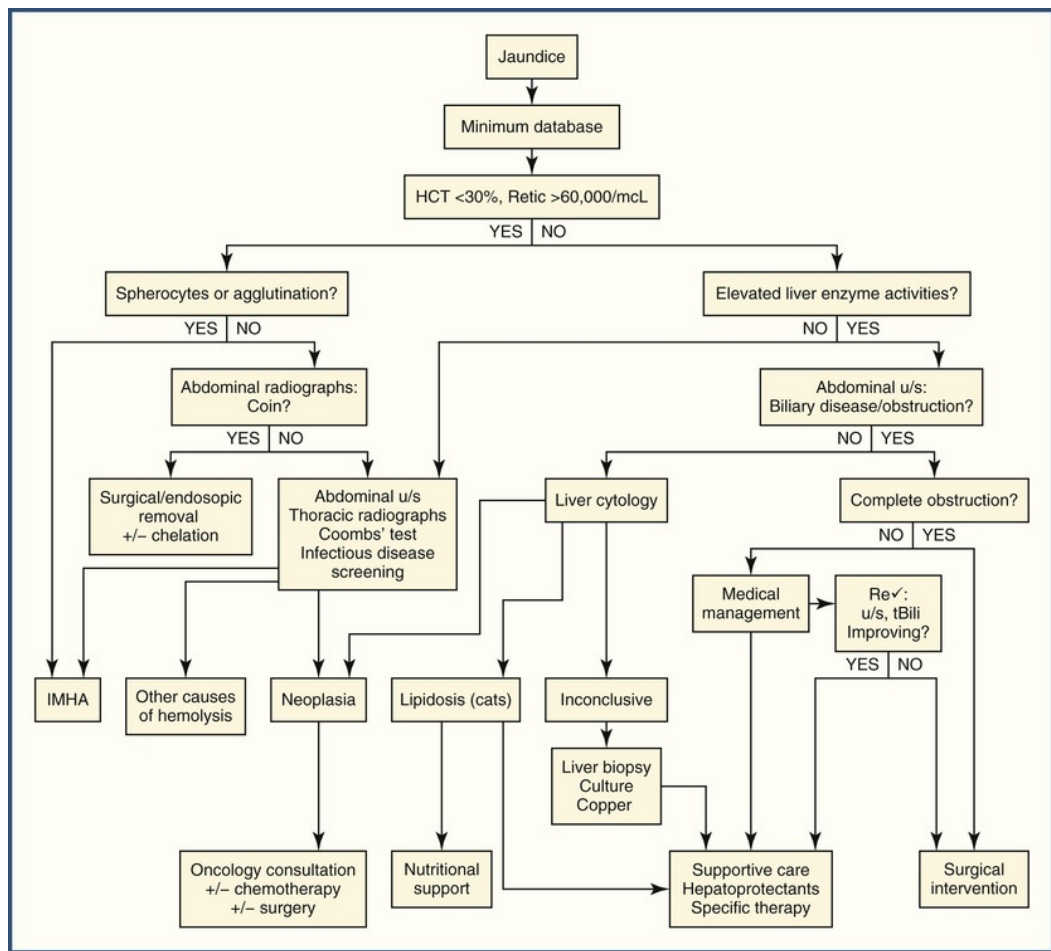 Jaundice
Minimum database
HCT <30%, Retic >60,000/mcL
YES NO
Spherocytes or agglutination?
Elevated liver enzyme activities?
YES NO
NO YES
Abdominal radiographs:
Coin?
Abdominal u/s:
Biliary disease/obstruction?
YES NO
NO YES
Surgical/endosopic
removal
+/– chelation
Abdominal u/s
Thoracic radiographs
Coombs' test
Infectious disease
screening
Liver cytology
Complete obstruction?
NO YES
Medical
management
Re✓:
u/s, tBili
Improving?
YES NO
IMHA
Other causes
of hemolysis
Neoplasia
Lipidosis (cats)
Inconclusive
Liver biopsy
Culture
Copper
Oncology consultation
+/– chemotherapy
+/– surgery
Nutritional
support
Supportive care
Hepatoprotectants
Specific therapy
Surgical
intervention